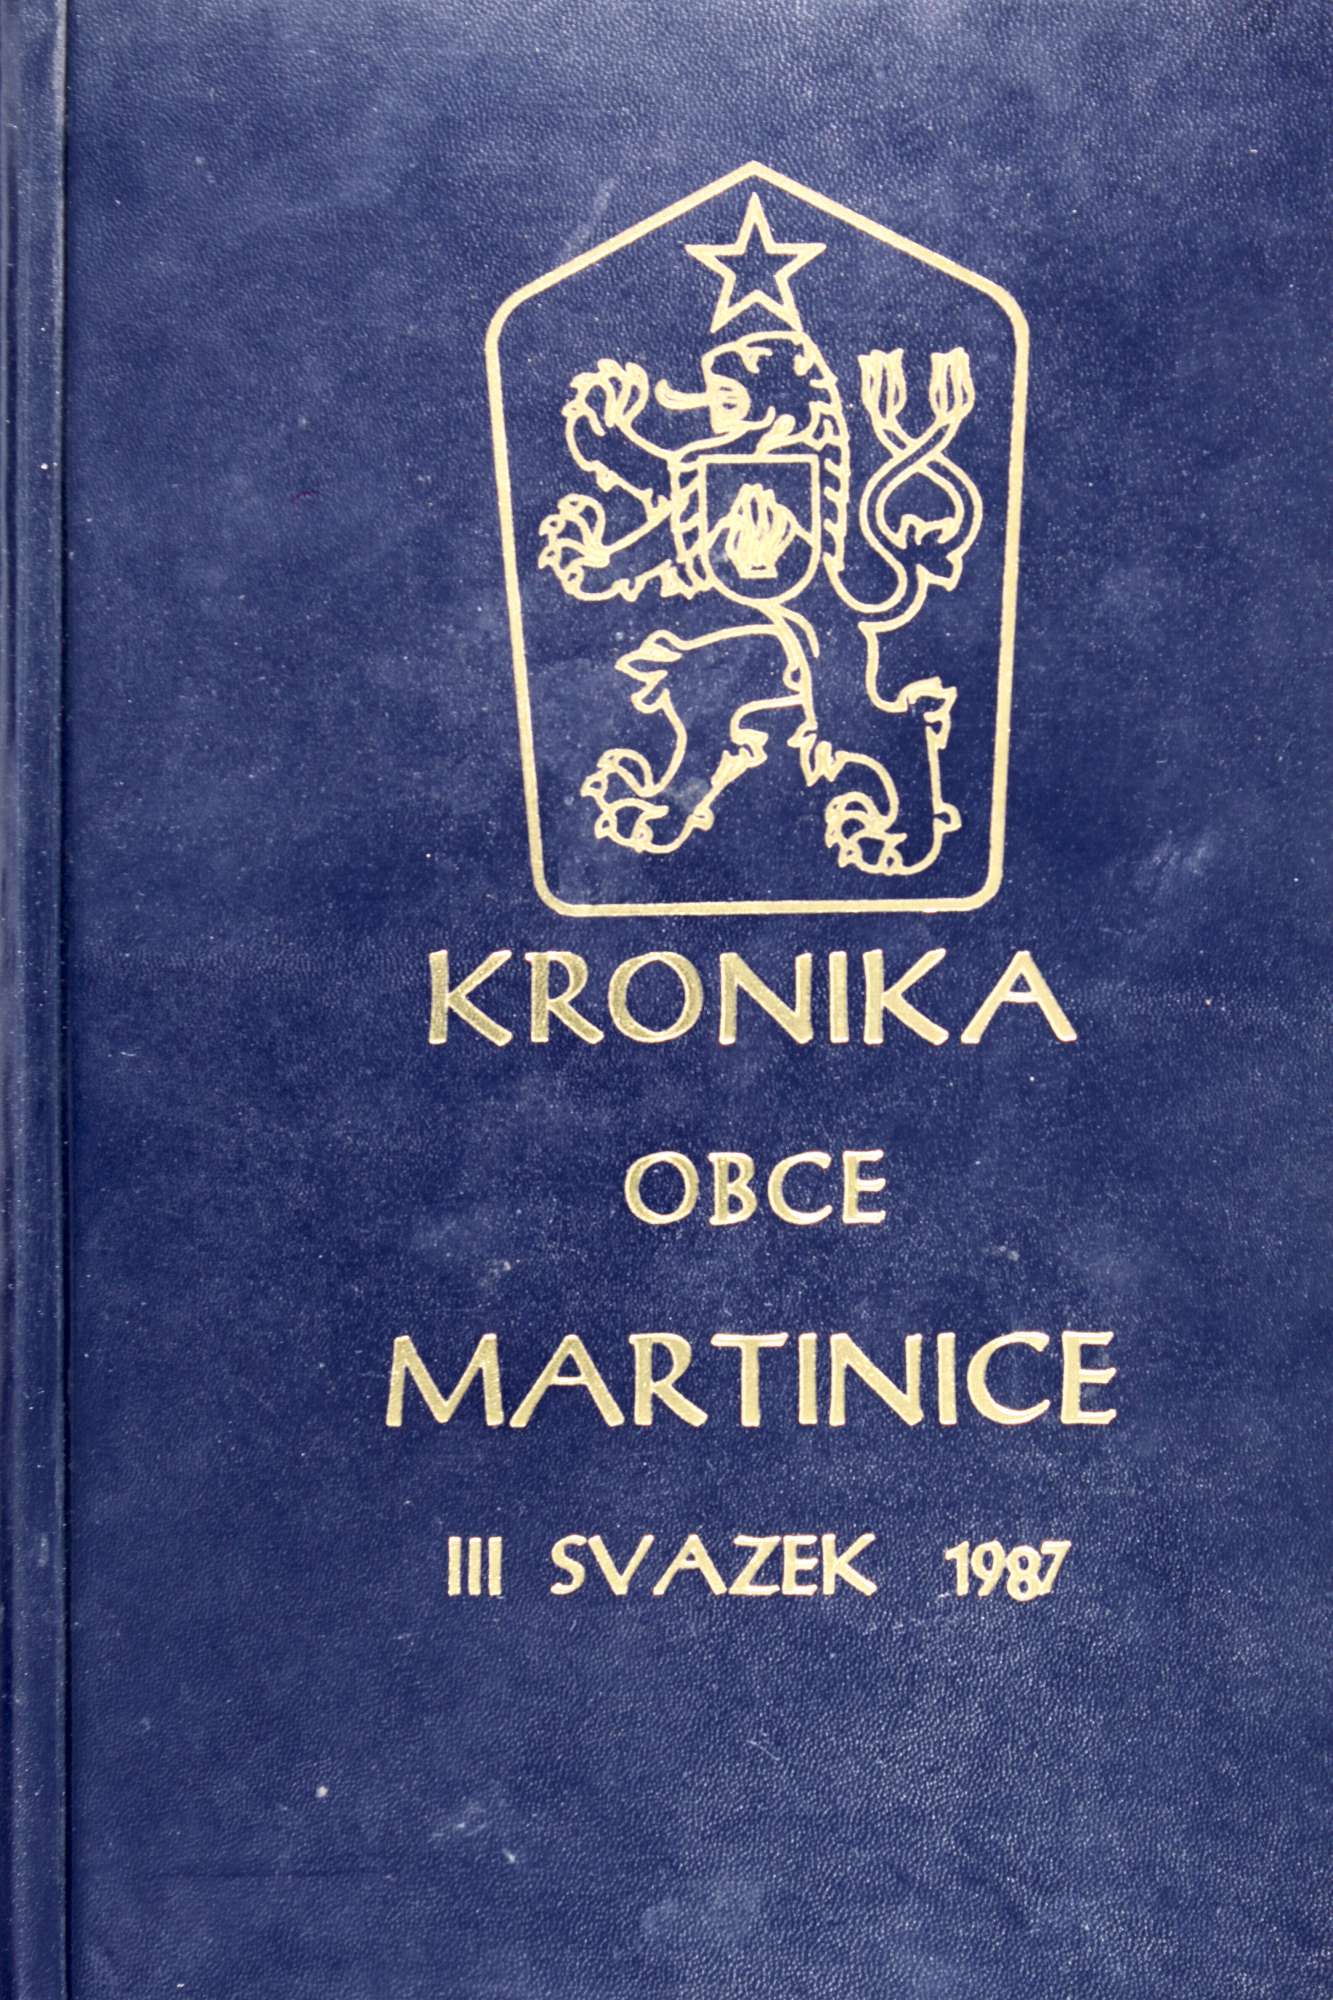 KRONIKA
OBCE
MARTINICE
III SVAZEK 1987